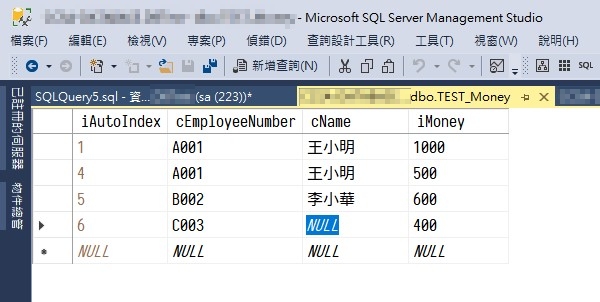 - Microsoft SQL Server Management Studio
檔案(F) 編輯(E) 檢視(V) 專案(P) 偵錯(D) 查詢設計工具(R) 工具(T) 視窗(W) 說明(H)
新增查詢(N) SQL
SQLQuery5.sql - 資... (sa (223))* dbo.TEST_Money
已註冊的伺服器
物件總管
iAutoIndex cEmployeeNumber cName iMoney
1 A001 王小明 1000
4 A001 王小明 500
5 B002 李小華 600
6 C003 NULL 400
NULL NULL NULL NULL